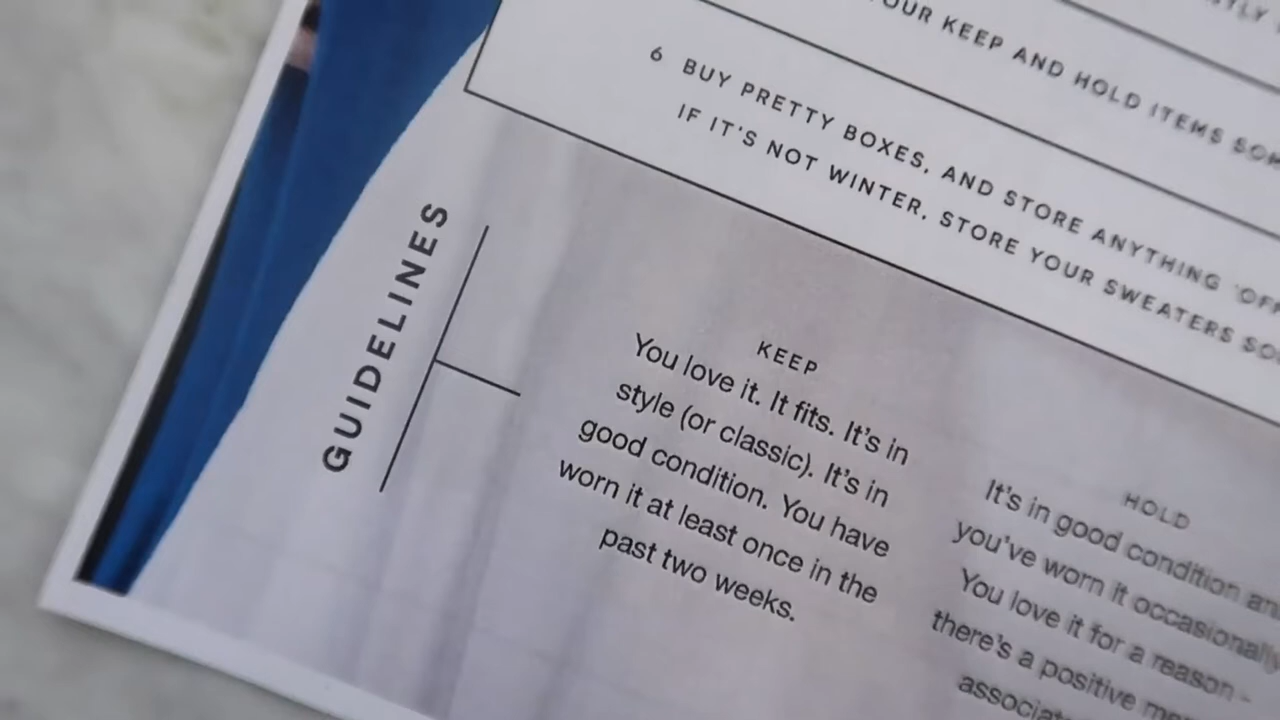 OUR KEEP AND HOLD ITEMS
6 BUY PRETTY BOXES, AND STORE ANYTHING
IF IT'S NOT WINTER, STORE YOUR SWEATERS
GUIDELINES
KEEP
You love it. It fits. It's in
style (or classic). It's in
good condition. You have
worn it at least once in the
past two weeks.
HOLD
It's in good condition
you've worn it occasionally
You love it for a reason -
there's a positive